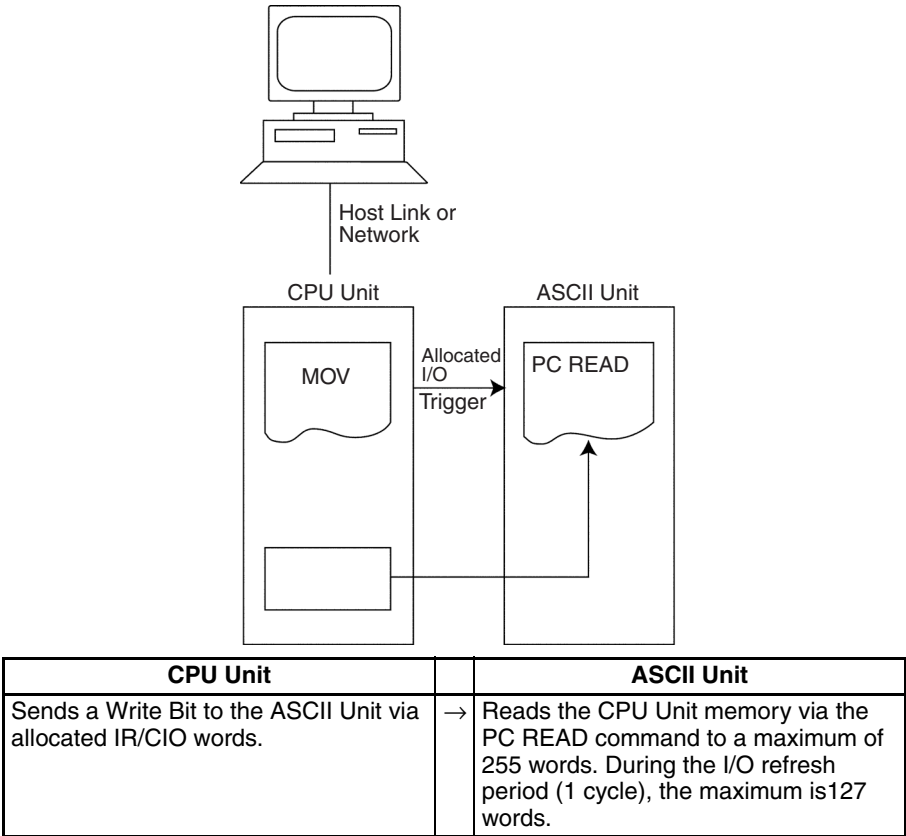 Host Link or
Network
CPU Unit
ASCII Unit
MOV
Allocated
I/O
Trigger
PC READ
CPU Unit
ASCII Unit
Sends a Write Bit to the ASCII Unit via
allocated IR/CIO words.
→
Reads the CPU Unit memory via the
PC READ command to a maximum of
255 words. During the I/O refresh
period (1 cycle), the maximum is127
words.